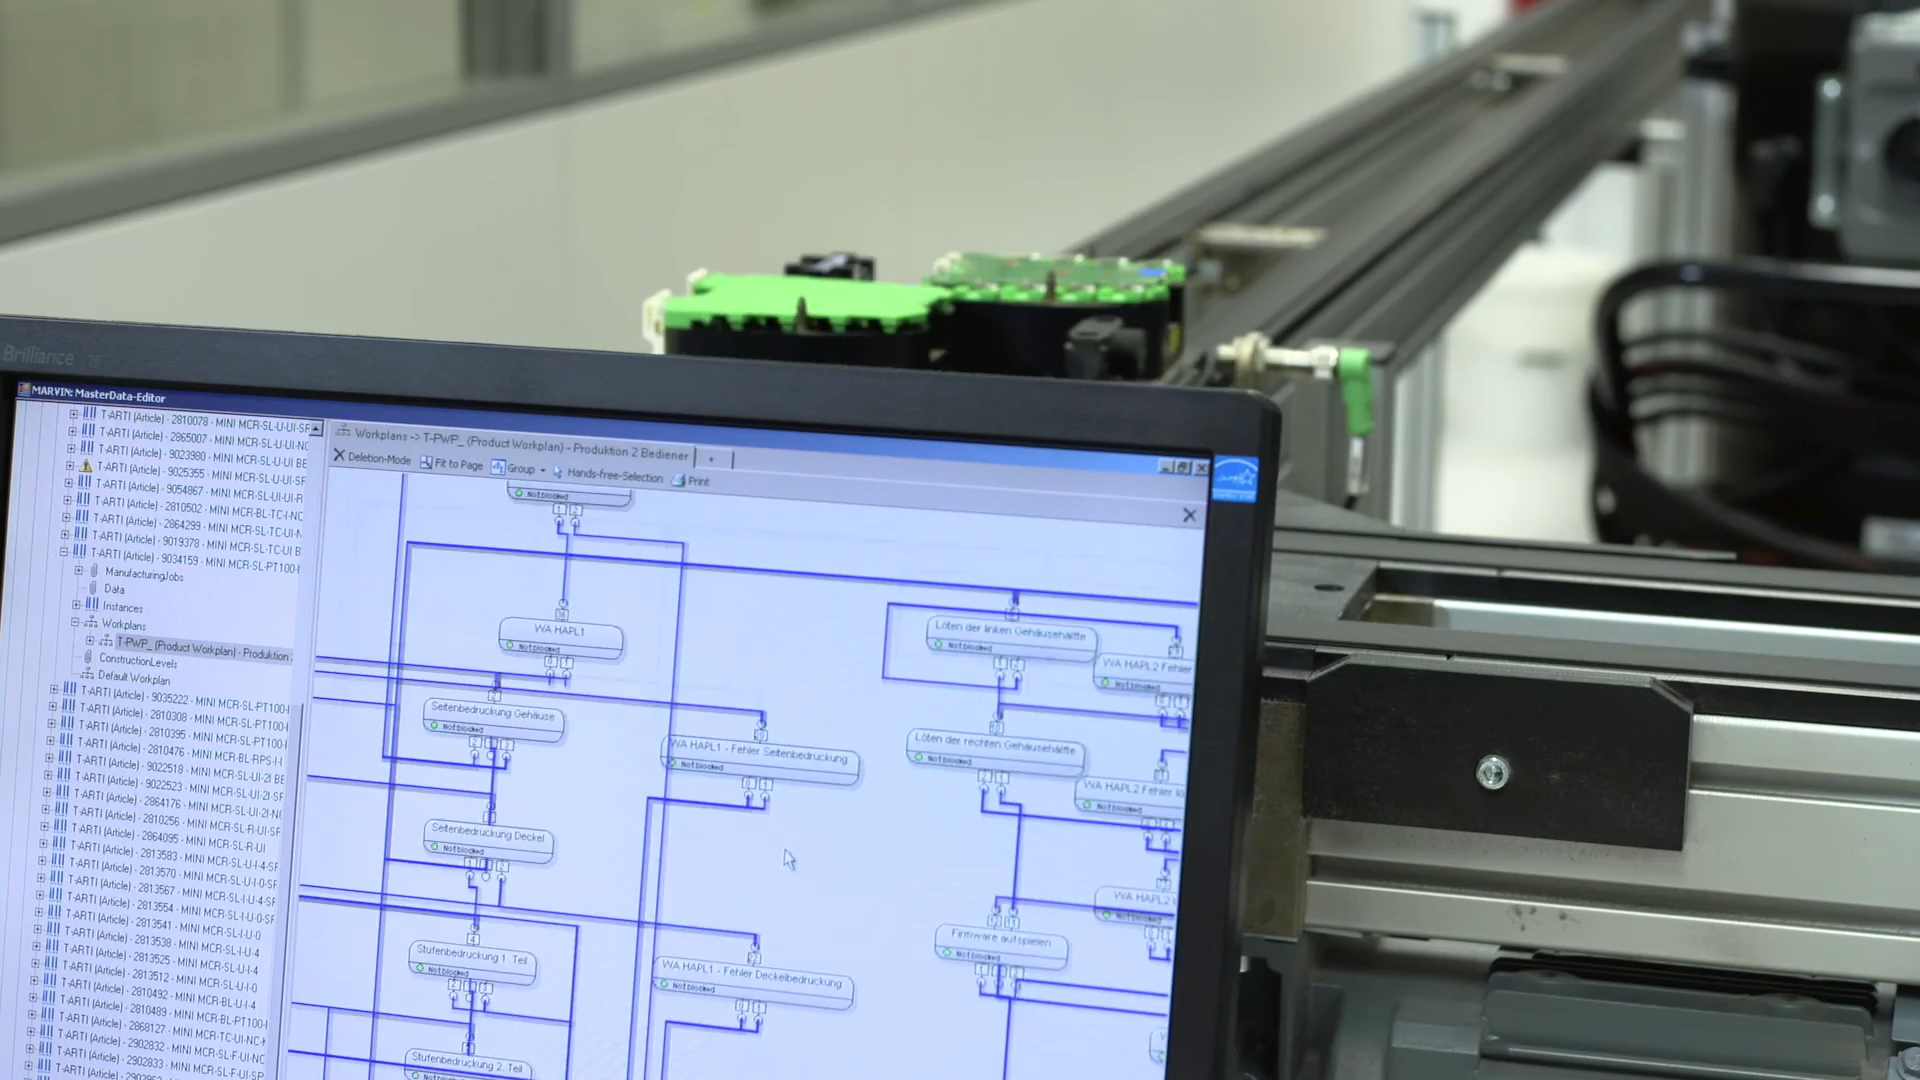 Brilliance 175
MARVIN: MasterData-Editor
T-ARTI (Article) - 2810078 - MINI MCR-SL-U-UI-SP
T-ARTI (Article) - 2865007 - MINI MCR-SL-U-UI-NC
T-ARTI (Article) - 9023980 - MINI MCR-SL-U-UI BE
T-ARTI (Article) - 9025355 - MINI MCR-SL-U-UI-SF
T-ARTI (Article) - 9054867 - MINI MCR-SL-UI-UI-R
T-ARTI (Article) - 2810502 - MINI MCR-BL-TC-I-NC
T-ARTI (Article) - 2864299 - MINI MCR-SL-TC-UI-N
T-ARTI (Article) - 9019378 - MINI MCR-SL-TC-UI B
T-ARTI (Article) - 9034159 - MINI MCR-SL-PT100-I
ManufacturingJobs
Data
Instances
Workplans
T-PWP_ (Product Workplan) - Produktion
ConstructionLevels
Default Workplan
T-ARTI (Article) - 9035222 - MINI MCR-SL-PT100-
T-ARTI (Article) - 2810308 - MINI MCR-SL-PT100-
T-ARTI (Article) - 2810395 - MINI MCR-SL-PT100-
T-ARTI (Article) - 2810476 - MINI MCR-BL-RPS-I-I
T-ARTI (Article) - 9022518 - MINI MCR-SL-UI-2I BE
T-ARTI (Article) - 9022523 - MINI MCR-SL-UI-2I-SF
T-ARTI (Article) - 2864176 - MINI MCR-SL-UI-2I-NC
T-ARTI (Article) - 2810256 - MINI MCR-SL-R-UI-SF
T-ARTI (Article) - 2864095 - MINI MCR-SL-R-UI
T-ARTI (Article) - 2813583 - MINI MCR-SL-U-I-4-SF
T-ARTI (Article) - 2813570 - MINI MCR-SL-U-I-0-SF
T-ARTI (Article) - 2813567 - MINI MCR-SL-I-U-4-SF
T-ARTI (Article) - 2813554 - MINI MCR-SL-I-U-0-SF
T-ARTI (Article) - 2813541 - MINI MCR-SL-U-I-0
T-ARTI (Article) - 2813538 - MINI MCR-SL-I-U-4
T-ARTI (Article) - 2813525 - MINI MCR-SL-U-I-4
T-ARTI (Article) - 2813512 - MINI MCR-SL-U-I-0
T-ARTI (Article) - 2810492 - MINI MCR-BL-U-I-4
T-ARTI (Article) - 2810489 - MINI MCR-BL-PT100-I
T-ARTI (Article) - 2868127 - MINI MCR-TC-UI-NC
T-ARTI (Article) - 2902832 - MINI MCR-SL-F-UI-NC
T-ARTI (Article) - 2902833 - MINI MCR-SL-F-UI-SP
Workplans -> T-PWP_ (Product Workplan) - Produktion 2 Bediener
Deletion-Mode Fit to Page Group Hands-free-Selection Print
Notblocked
WA HAPL1
Notblocked
Seitenbedruckung Gehäuse
Notblocked
Seitenbedruckung Deckel
Notblocked
Stufenbedruckung 1. Teil
Notblocked
Stufenbedruckung 2. Teil
Notblocked
WA HAPL1 - Fehler Seitenbedruckung
Notblocked
WA HAPL1 - Fehler Deckelbedruckung
Notblocked
Löten der linken Gehäusehälfte
Notblocked
Löten der rechten Gehäusehälfte
Notblocked
Firmware aufspielen
Notblocked
WA HAPL2 Fehler
Notblocked
WA HAPL2 Fehler lö
Notblocked
WA HAPL2
Notblocked